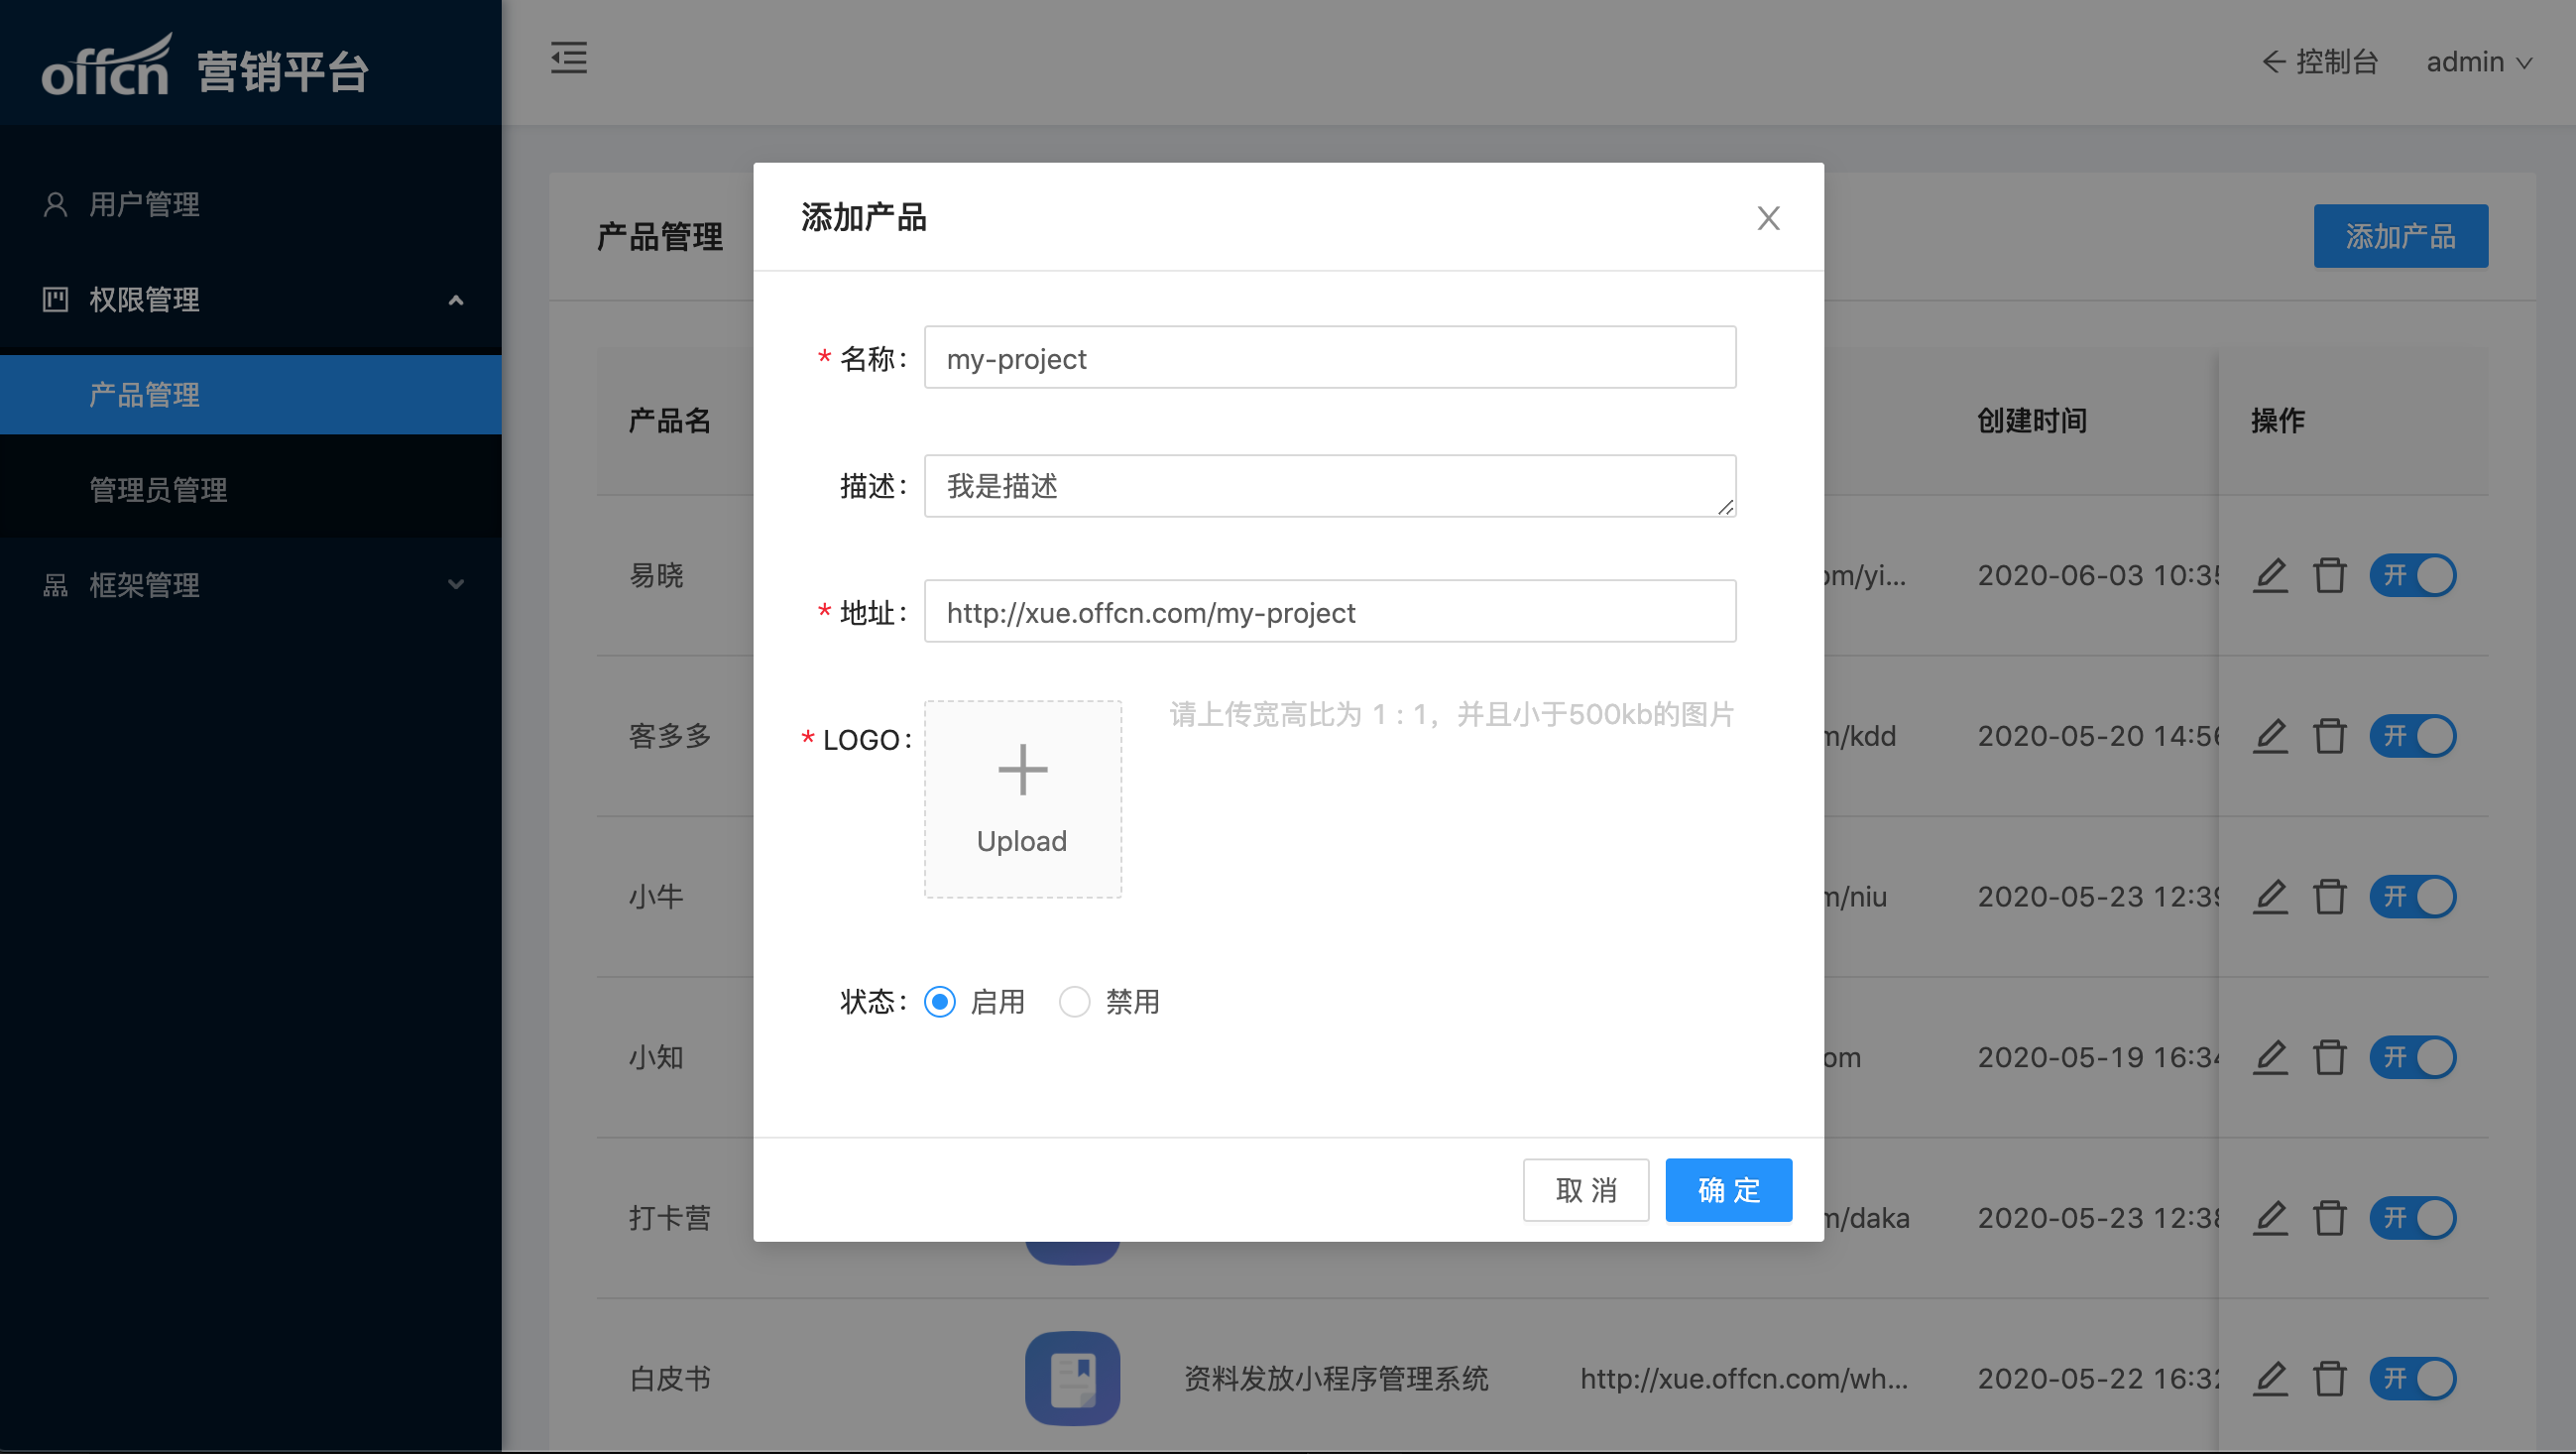 offcn 营销平台
控制台 admin
用户管理
权限管理
产品管理
管理员管理
框架管理
产品管理
添加产品
产品名
创建时间
操作
易晓
om/yi...
2020-06-03 10:35
开
客多多
m/kdd
2020-05-20 14:56
开
小牛
m/niu
2020-05-23 12:39
开
小知
om
2020-05-19 16:34
开
打卡营
m/daka
2020-05-23 12:38
开
白皮书
资料发放小程序管理系统
http://xue.offcn.com/wh...
2020-05-22 16:32
开
添加产品
* 名称: my-project
描述: 我是描述
* 地址: http://xue.offcn.com/my-project
* LOGO:
Upload
请上传宽高比为 1 : 1，并且小于500kb的图片
状态: 启用 禁用
取 消
确 定